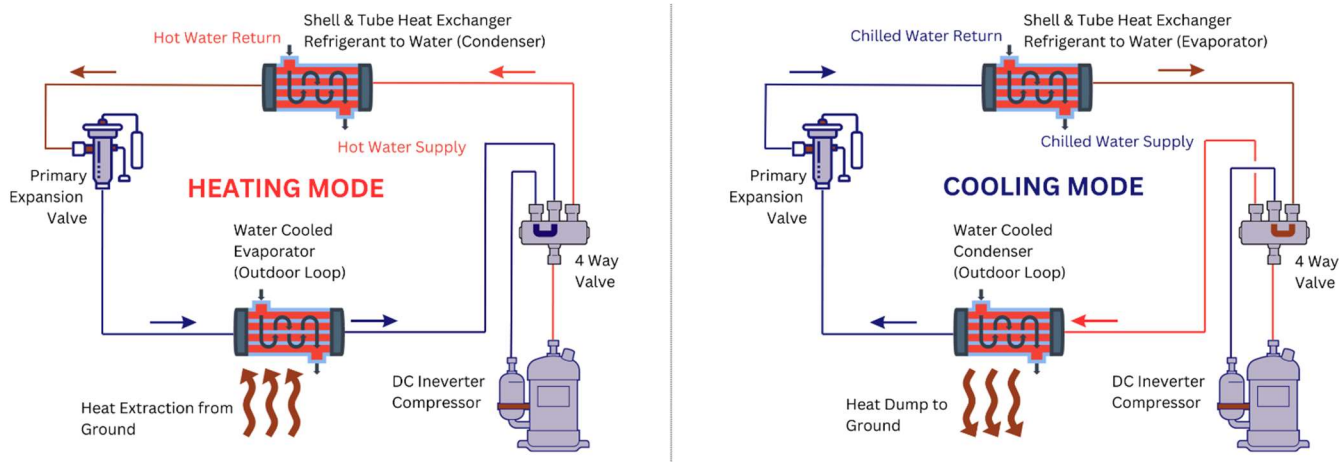 Hot Water Return
Shell & Tube Heat Exchanger
Refrigerant to Water (Condenser)
Hot Water Supply
Primary
Expansion
Valve
HEATING MODE
Water Cooled
Evaporator
(Outdoor Loop)
4 Way
Valve
DC Ineverter
Compressor
Heat Extraction from
Ground
Chilled Water Return
Shell & Tube Heat Exchanger
Refrigerant to Water (Evaporator)
Chilled Water Supply
Primary
Expansion
Valve
COOLING MODE
Water Cooled
Condenser
(Outdoor Loop)
4 Way
Valve
DC Ineverter
Compressor
Heat Dump to
Ground